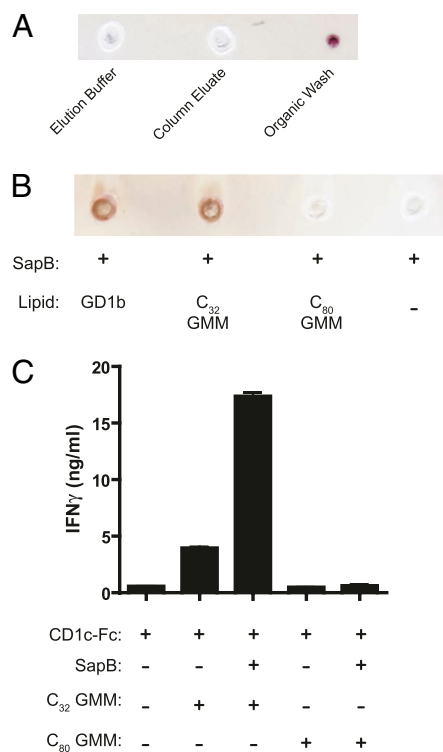 A
Elution Buffer
Column Eluate
Organic Wash
B
SapB: + + + +
Lipid: GD1b C32 GMM C80 GMM -
C
20
15
10
5
0
IFNγ (ng/ml)
CD1c-Fc: + + + + +
SapB: - - + - +
C32 GMM: - + + - -
C80 GMM: - - - + +